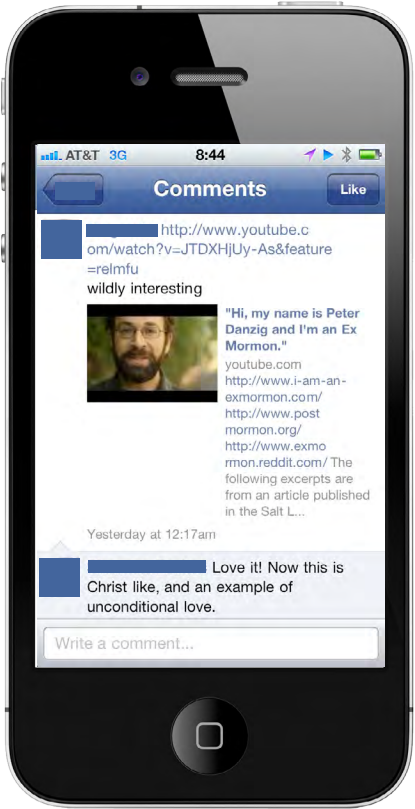 AT&T 3G 8:44
Comments
Like
http://www.youtube.c
om/watch?v=JTDXHjUy-As&feature
=relmfu
wildly interesting
"Hi, my name is Peter
Danzig and I'm an Ex
Mormon."
youtube.com
http://www.i-am-an-
exmormon.com/
http://www.post
mormon.org/
http://www.exmo
rmon.reddit.com/ The
following excerpts are
from an article published
in the Salt L...
Yesterday at 12:17am
Love it! Now this is
Christ like, and an example of
unconditional love.
Write a comment...